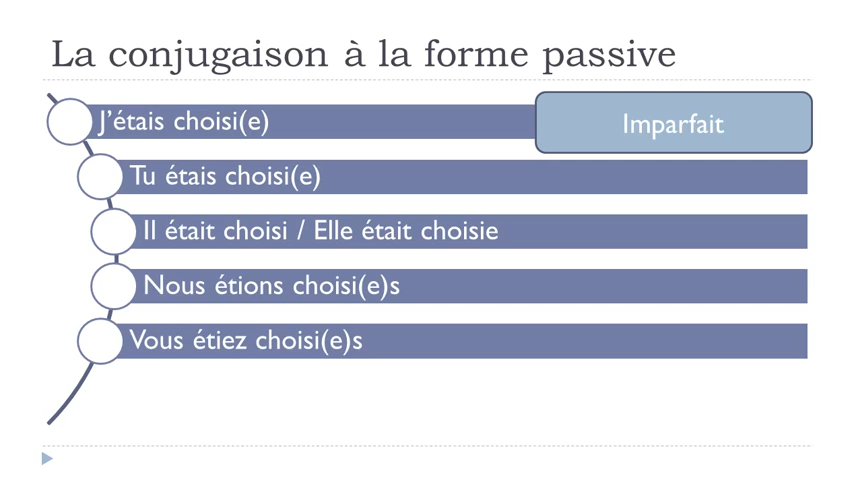 La conjugaison à la forme passive
J'étais choisi(e)
Imparfait
Tu étais choisi(e)
Il était choisi / Elle était choisie
Nous étions choisi(e)s
Vous étiez choisi(e)s